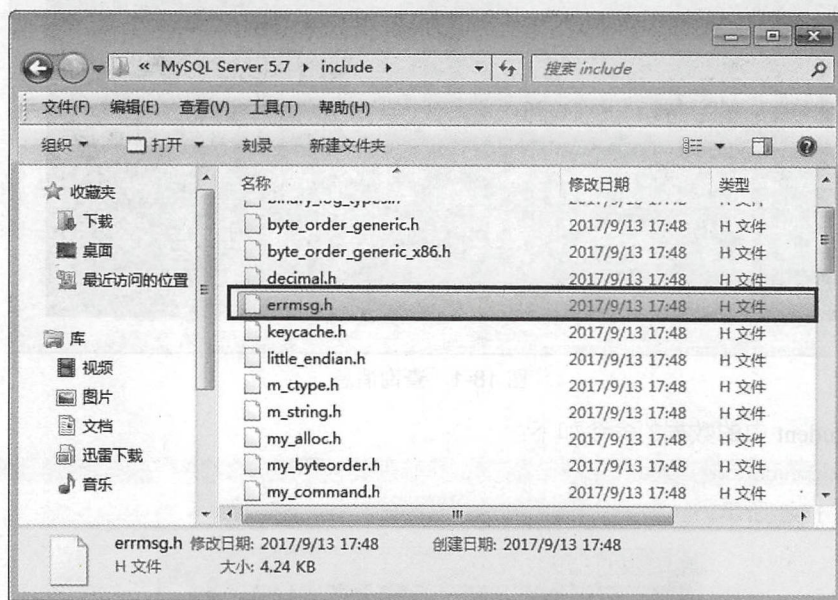 « MySQL Server 5.7 ▸ include ▸
搜索 include
文件(F) 编辑(E) 查看(V) 工具(T) 帮助(H)
组织 打开 刻录 新建文件夹
收藏夹
下载
桌面
最近访问的位置
库
视频
图片
文档
迅雷下载
音乐
名称 修改日期 类型
byte_order_generic.h 2017/9/13 17:48 H 文件
byte_order_generic_x86.h 2017/9/13 17:48 H 文件
decimal.h 2017/9/13 17:48 H 文件
errmsg.h 2017/9/13 17:48 H 文件
keycache.h 2017/9/13 17:48 H 文件
little_endian.h 2017/9/13 17:48 H 文件
m_ctype.h 2017/9/13 17:48 H 文件
m_string.h 2017/9/13 17:48 H 文件
my_alloc.h 2017/9/13 17:48 H 文件
my_byteorder.h 2017/9/13 17:48 H 文件
my_command.h 2017/9/13 17:48 H 文件
errmsg.h 修改日期: 2017/9/13 17:48 创建日期: 2017/9/13 17:48
H 文件 大小: 4.24 KB